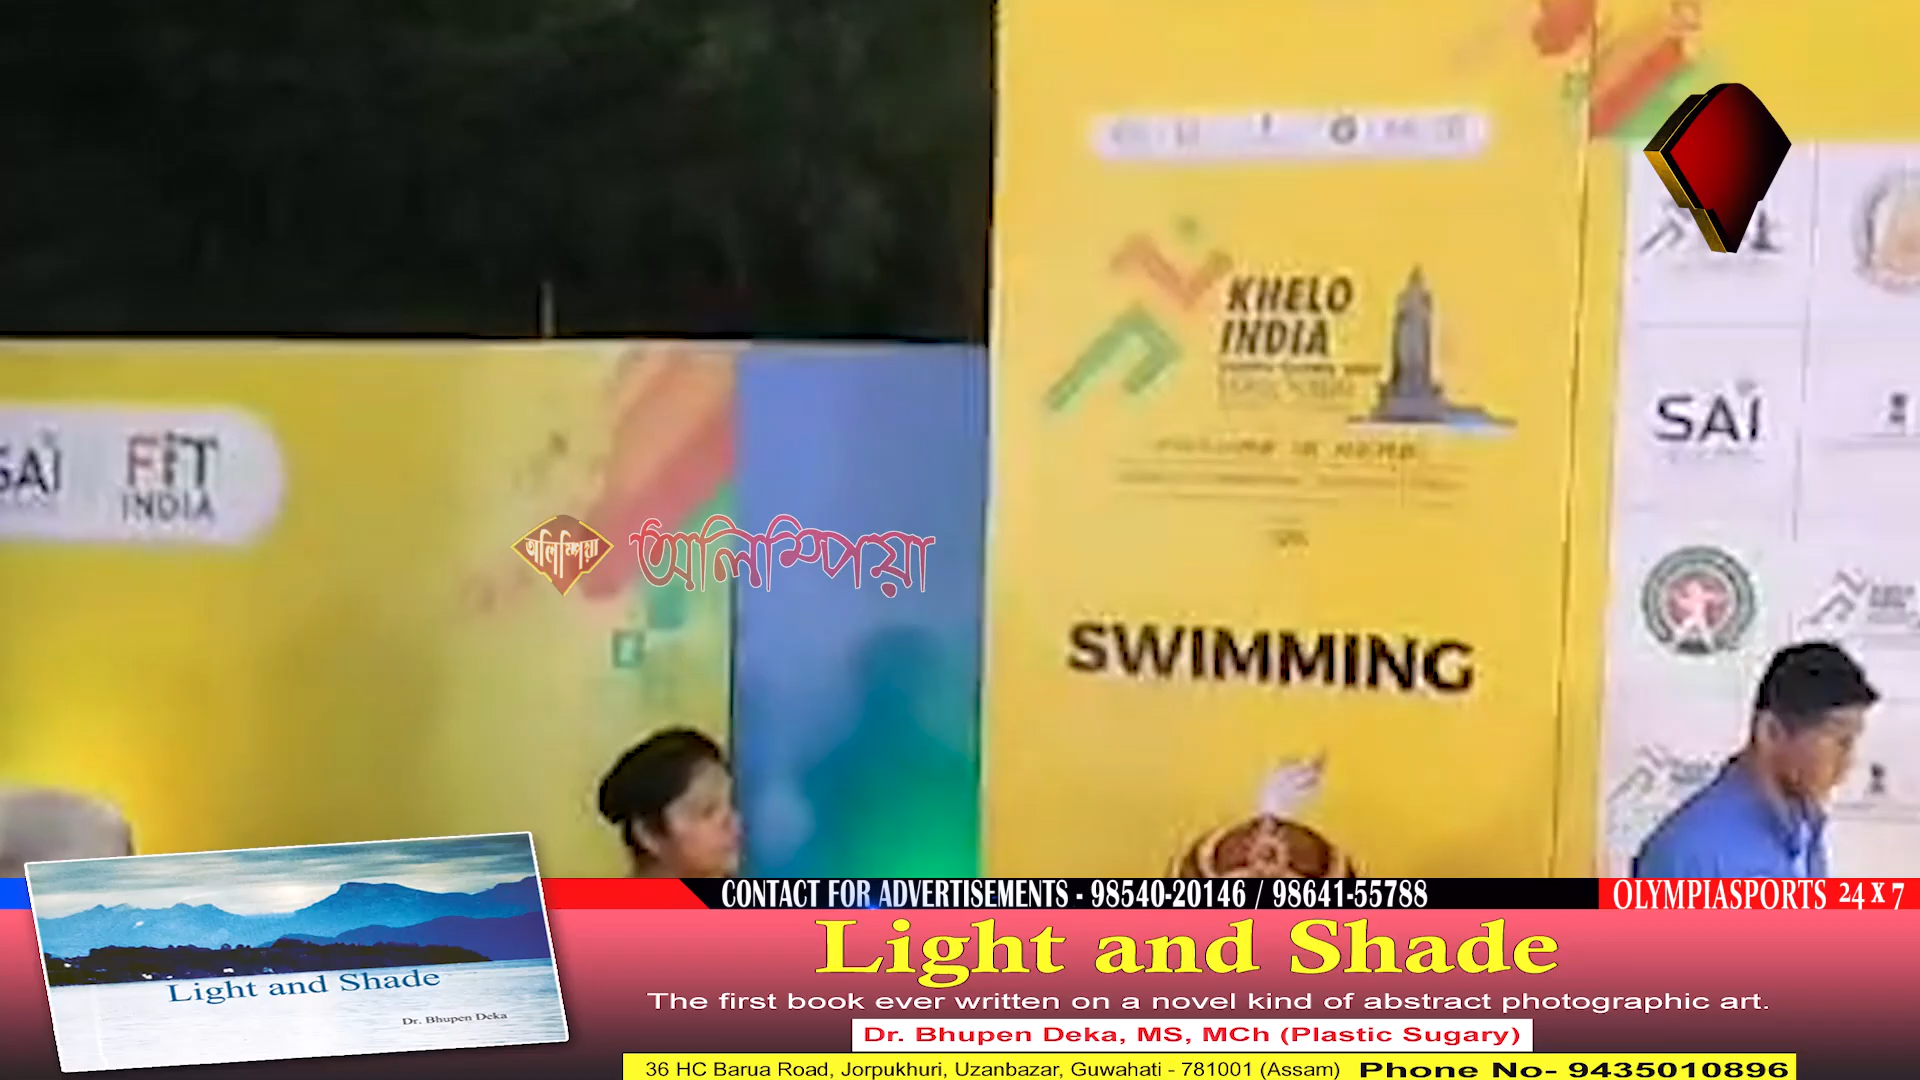 KHELO
INDIA
SAI
FIT
INDIA
SAI
অলিম্পিয়া
অলিম্পিয়া
SWIMMING
CONTACT FOR ADVERTISEMENTS - 98540-20146 / 98641-55788
OLYMPIASPORTS 24 x 7
Light and Shade
Dr. Bhupen Deka
Light and Shade
The first book ever written on a novel kind of abstract photographic art.
Dr. Bhupen Deka, MS, MCh (Plastic Sugary)
36 HC Barua Road, Jorpukhuri, Uzanbazar, Guwahati - 781001 (Assam) Phone No- 9435010896